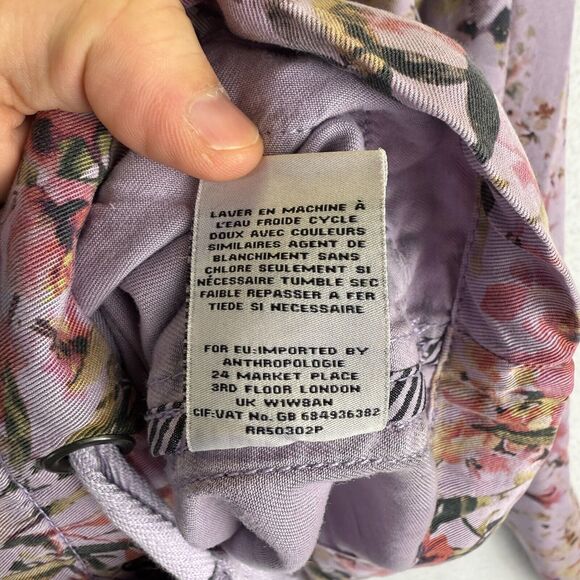 LAVER EN MACHINE À
L'EAU FROIDE CYCLE
DOUX AVEC COULEURS
SIMILAIRES AGENT DE
BLANCHIMENT SANS
CHLORE SEULEMENT SI
NÉCESSAIRE TUMBLE SEC
FAIBLE REPASSER A FER
TIEDE SI NECESSAIRE
FOR EU:IMPORTED BY
ANTHROPOLOGIE
24 MARKET PLACE
3RD FLOOR LONDON
UK W1W8AN
CIF:VAT No. GB 684936382
RR50302P